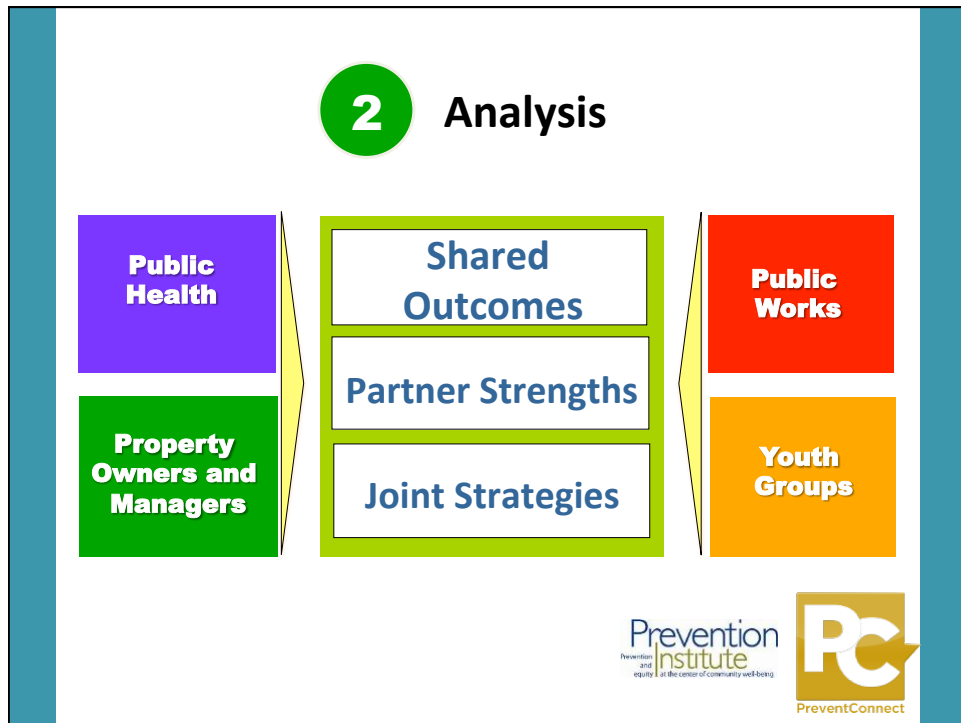 2 Analysis
Public
Health
Property
Owners and
Managers
Shared
Outcomes
Partner Strengths
Joint Strategies
Public
Works
Youth
Groups
Prevention
Prevention
and
equity
Institute
at the center of community well-being
PC
PreventConnect